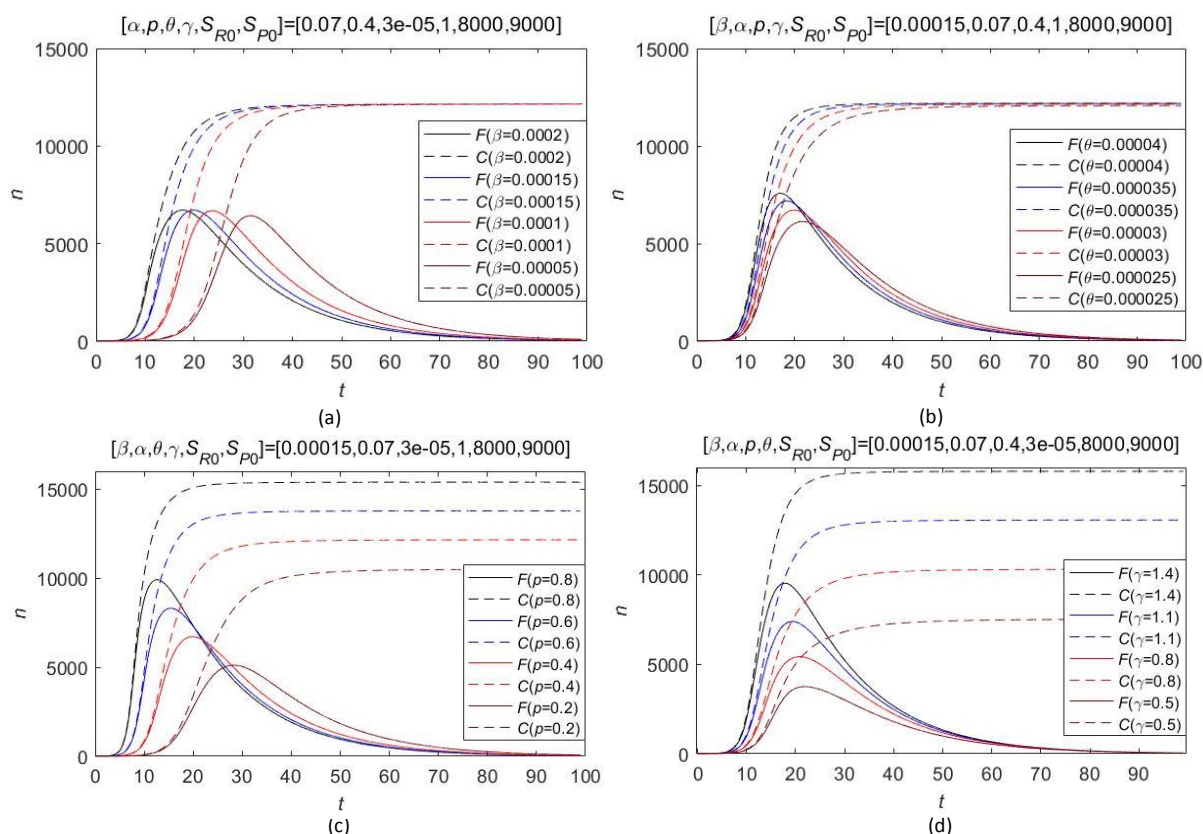 [α,p,θ,γ,S_R0,S_P0]=[0.07,0.4,3e-05,1,8000,9000]
15000
10000
5000
0
n
0 10 20 30 40 50 60 70 80 90 100
t
F(β=0.0002)
C(β=0.0002)
F(β=0.00015)
C(β=0.00015)
F(β=0.0001)
C(β=0.0001)
F(β=0.00005)
C(β=0.00005)
(a)
[β,α,p,γ,S_R0,S_P0]=[0.00015,0.07,0.4,1,8000,9000]
15000
10000
5000
0
n
0 10 20 30 40 50 60 70 80 90 100
t
F(θ=0.00004)
C(θ=0.00004)
F(θ=0.000035)
C(θ=0.000035)
F(θ=0.00003)
C(θ=0.00003)
F(θ=0.000025)
C(θ=0.000025)
(b)
[β,α,θ,γ,S_R0,S_P0]=[0.00015,0.07,3e-05,1,8000,9000]
15000
10000
5000
0
n
0 10 20 30 40 50 60 70 80 90 100
t
F(p=0.8)
C(p=0.8)
F(p=0.6)
C(p=0.6)
F(p=0.4)
C(p=0.4)
F(p=0.2)
C(p=0.2)
(c)
[β,α,p,θ,S_R0,S_P0]=[0.00015,0.07,0.4,3e-05,8000,9000]
15000
10000
5000
0
n
0 10 20 30 40 50 60 70 80 90
t
F(γ=1.4)
C(γ=1.4)
F(γ=1.1)
C(γ=1.1)
F(γ=0.8)
C(γ=0.8)
F(γ=0.5)
C(γ=0.5)
(d)